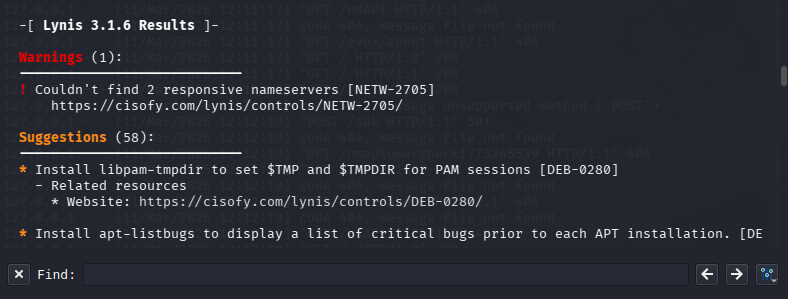 -[ Lynis 3.1.6 Results ]-
Warnings (1):
----------------------------
! Couldn't find 2 responsive nameservers [NETW-2705]
https://cisofy.com/lynis/controls/NETW-2705/
Suggestions (58):
----------------------------
* Install libpam-tmpdir to set $TMP and $TMPDIR for PAM sessions [DEB-0280]
- Related resources
* Website: https://cisofy.com/lynis/controls/DEB-0280/
* Install apt-listbugs to display a list of critical bugs prior to each APT installation. [DE
Find: